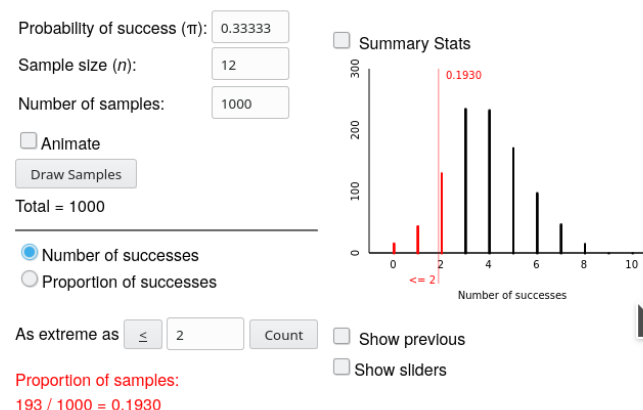 Probability of success (π): 0.33333
Sample size (n): 12
Number of samples: 1000
Animate
Draw Samples
Total = 1000
Number of successes
Proportion of successes
As extreme as ≤ 2 Count
Proportion of samples:
193 / 1000 = 0.1930
Summary Stats
0.1930
300
200
100
0
0 2 4 6 8 10
<= 2
Number of successes
Show previous
Show sliders